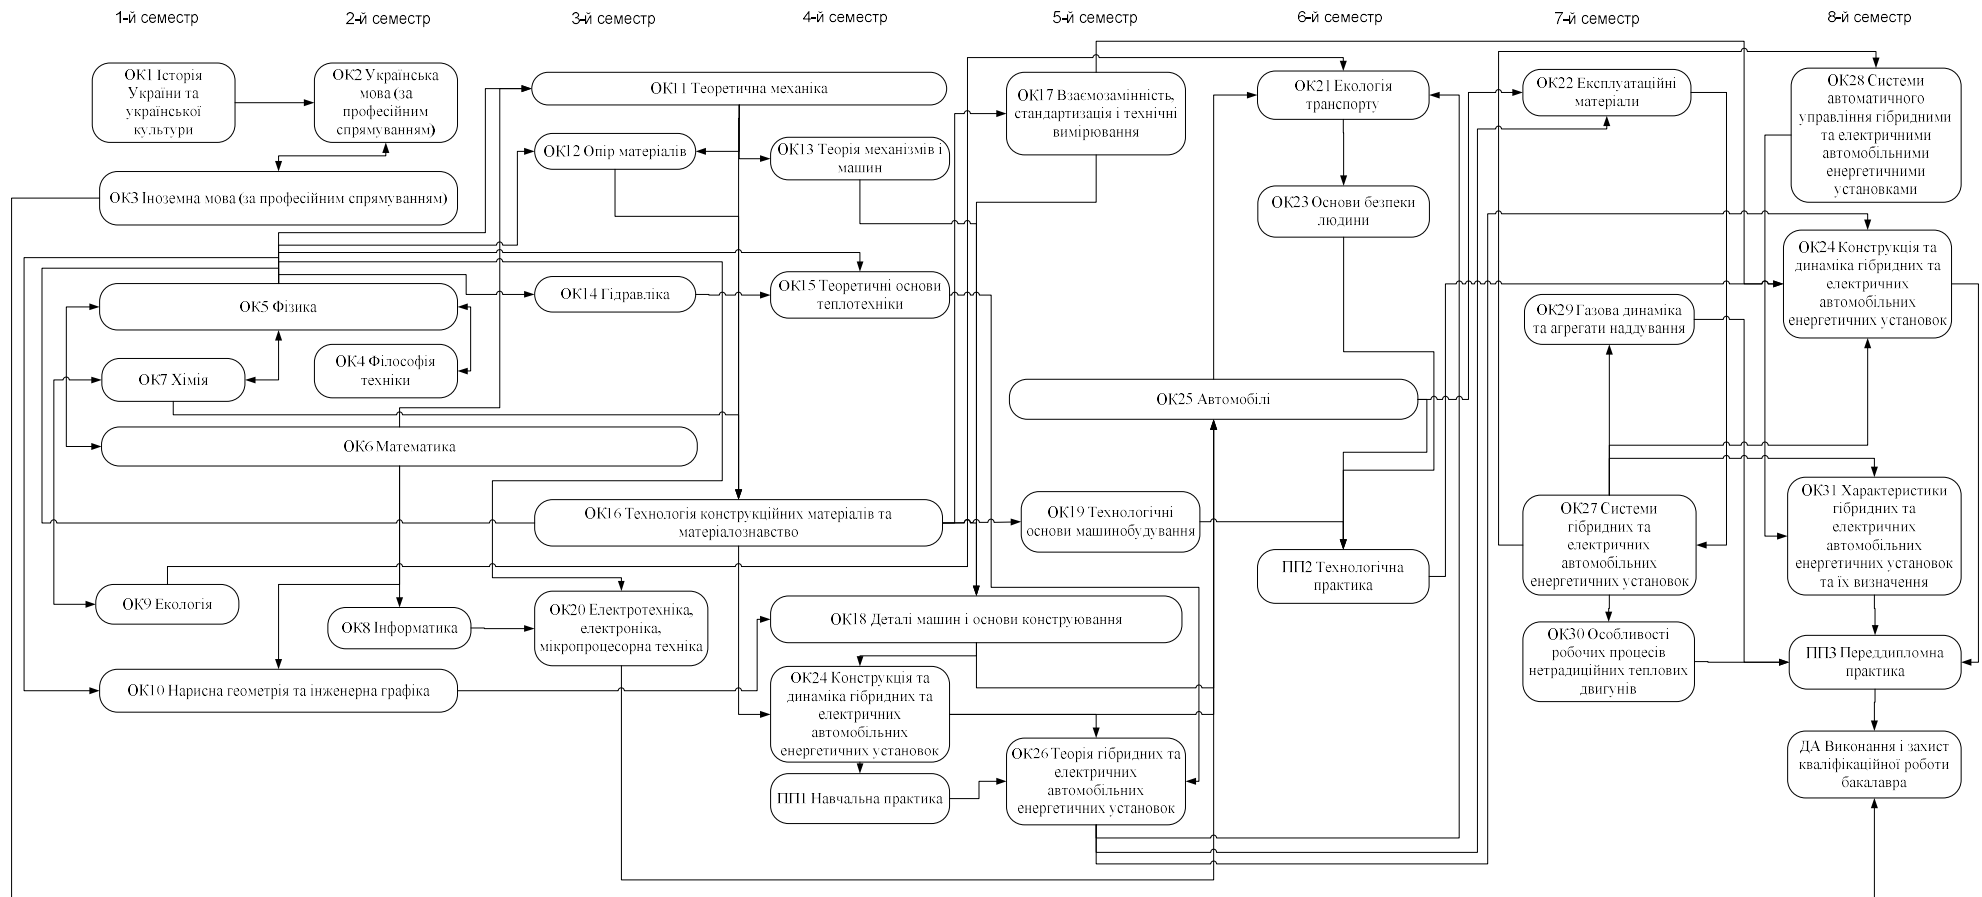 1-й семестр
2-й семестр
3-й семестр
4-й семестр
5-й семестр
6-й семестр
7-й семестр
8-й семестр
ОК1 Історія
України та
української
культури
ОК2 Українська
мова (за
професійним
спрямуванням)
ОК3 Іноземна мова (за професійним спрямуванням)
ОК5 Фізика
ОК4 Філософія
техніки
ОК7 Хімія
ОК6 Математика
ОК9 Екологія
ОК8 Інформатика
ОК10 Нарисна геометрія та інженерна графіка
ОК11 Теоретична механіка
ОК12 Опір матеріалів
ОК13 Теорія механізмів і
машин
ОК14 Гідравліка
ОК15 Теоретичні основи
теплотехніки
ОК16 Технологія конструкційних матеріалів та
матеріалознавство
ОК20 Електротехніка,
електроніка,
мікропроцесорна техніка
ОК18 Деталі машин і основи конструювання
ОК24 Конструкція та
динаміка гібридних та
електричних
автомобільних
енергетичних установок
ПП1 Навчальна практика
ОК17 Взаємозамінність,
стандартизація і технічні
вимірювання
ОК25 Автомобілі
ОК19 Технологічні
основи машинобудування
ОК26 Теорія гібридних та
електричних
автомобільних
енергетичних установок
ОК21 Екологія
транспорту
ОК23 Основи безпеки
людини
ПП2 Технологічна
практика
ОК22 Експлуатаційні
матеріали
ОК29 Газова динаміка
та агрегати наддування
ОК27 Системи
гібридних та
електричних
автомобільних
енергетичних установок
ОК30 Особливості
робочих процесів
нетрадиційних теплових
двигунів
ОК28 Системи
автоматичного
управління гібридними
та електричними
автомобільними
енергетичними
установками
ОК24 Конструкція та
динаміка гібридних та
електричних
автомобільних
енергетичних установок
ОК31 Характеристики
гібридних та
електричних
автомобільних
енергетичних установок
та їх визначення
ПП3 Переддипломна
практика
ДА Виконання і захист
кваліфікаційної роботи
бакалавра